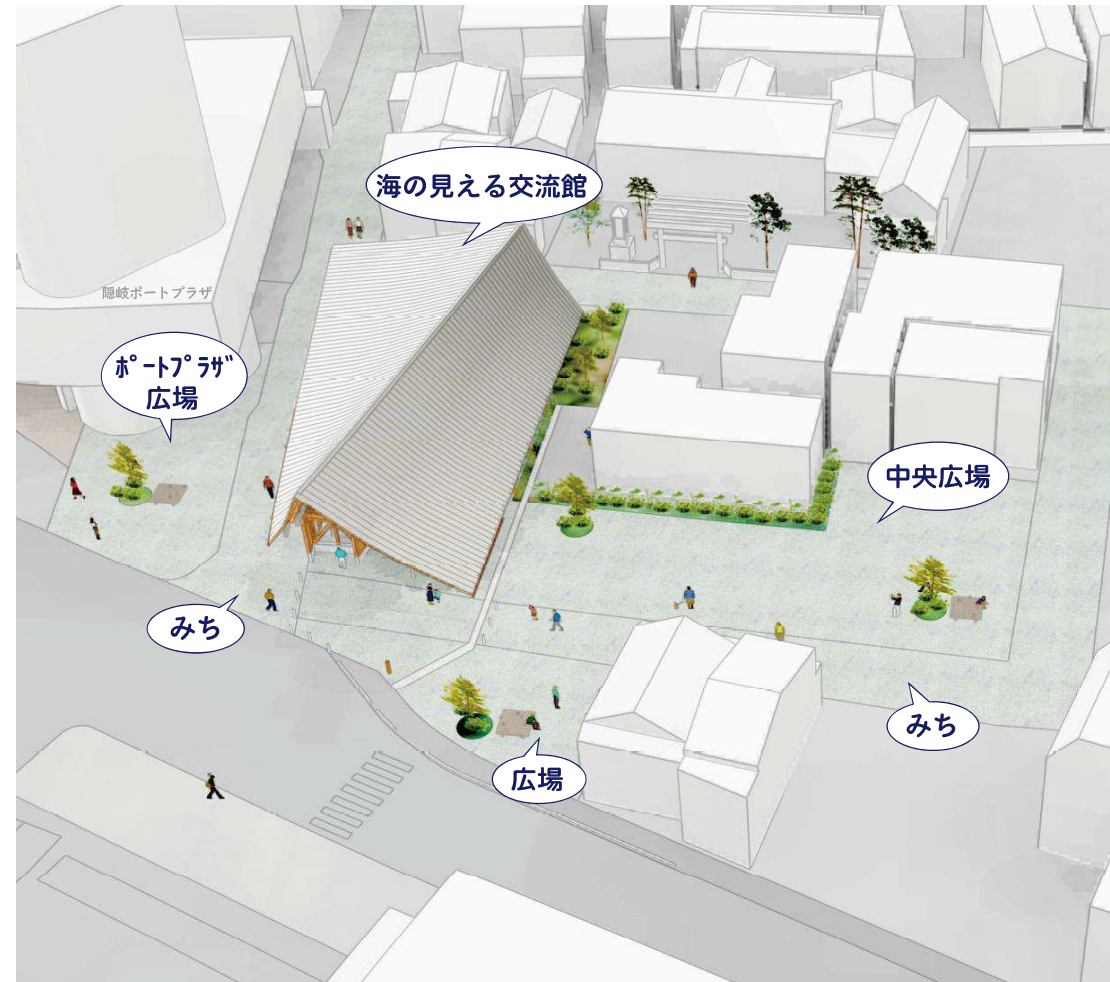 海の見える交流館
隠岐ポートプラザ
ﾎﾟｰﾄﾌﾟﾗｻﾞ
広場
中央広場
みち
みち
広場